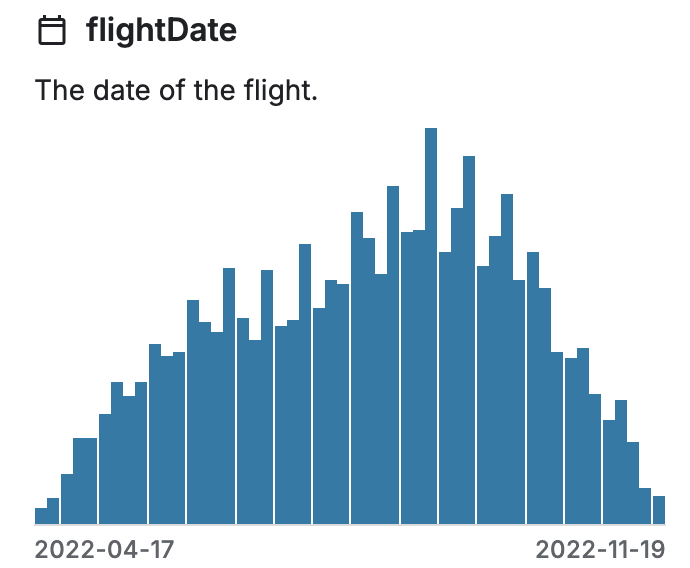 flightDate
The date of the flight.
2022-04-17 2022-11-19